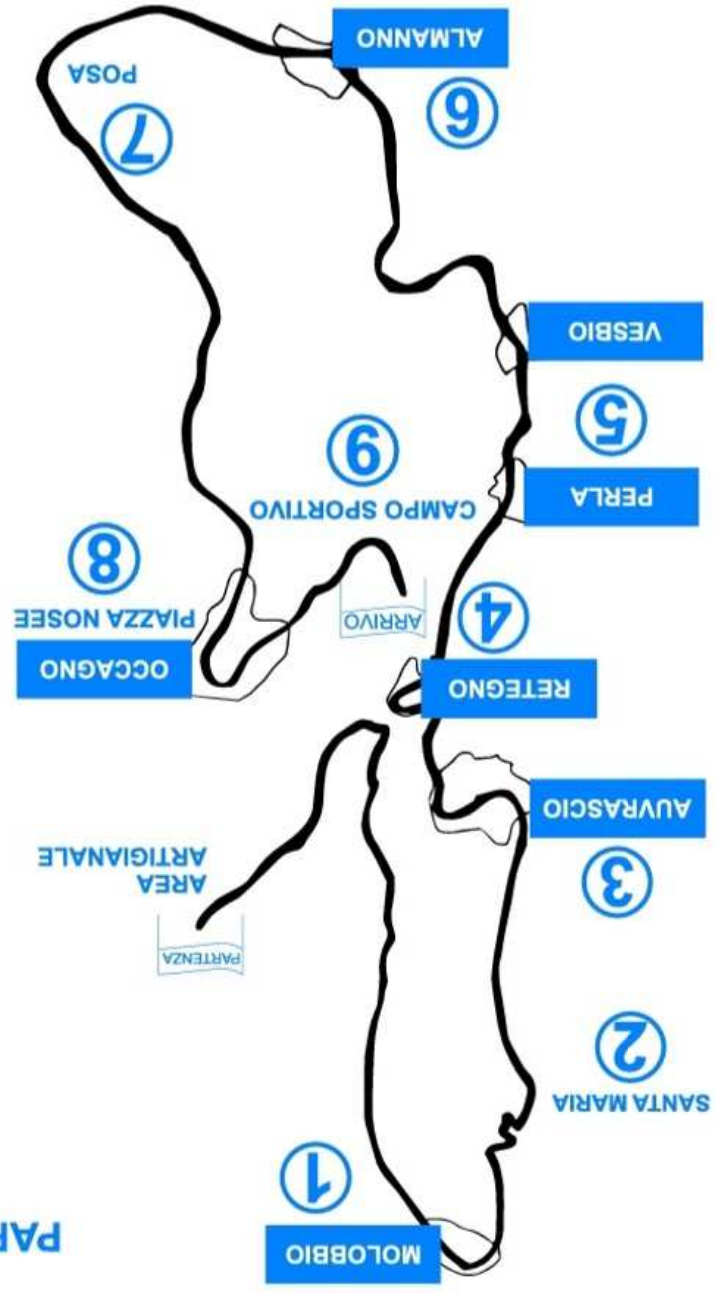 PAR
MOLOBBIO
1
SANTA MARIA
2
PARTENZA
AREA
ARTIGIANALE
3
AUVRASCIO
RETEGNO
4
OCCAGNO
PIAZZA NOSEE
8
ARRIVO
CAMPO SPORTIVO
9
PERLA
5
VESBIO
6
ALMANNO
7
POSA